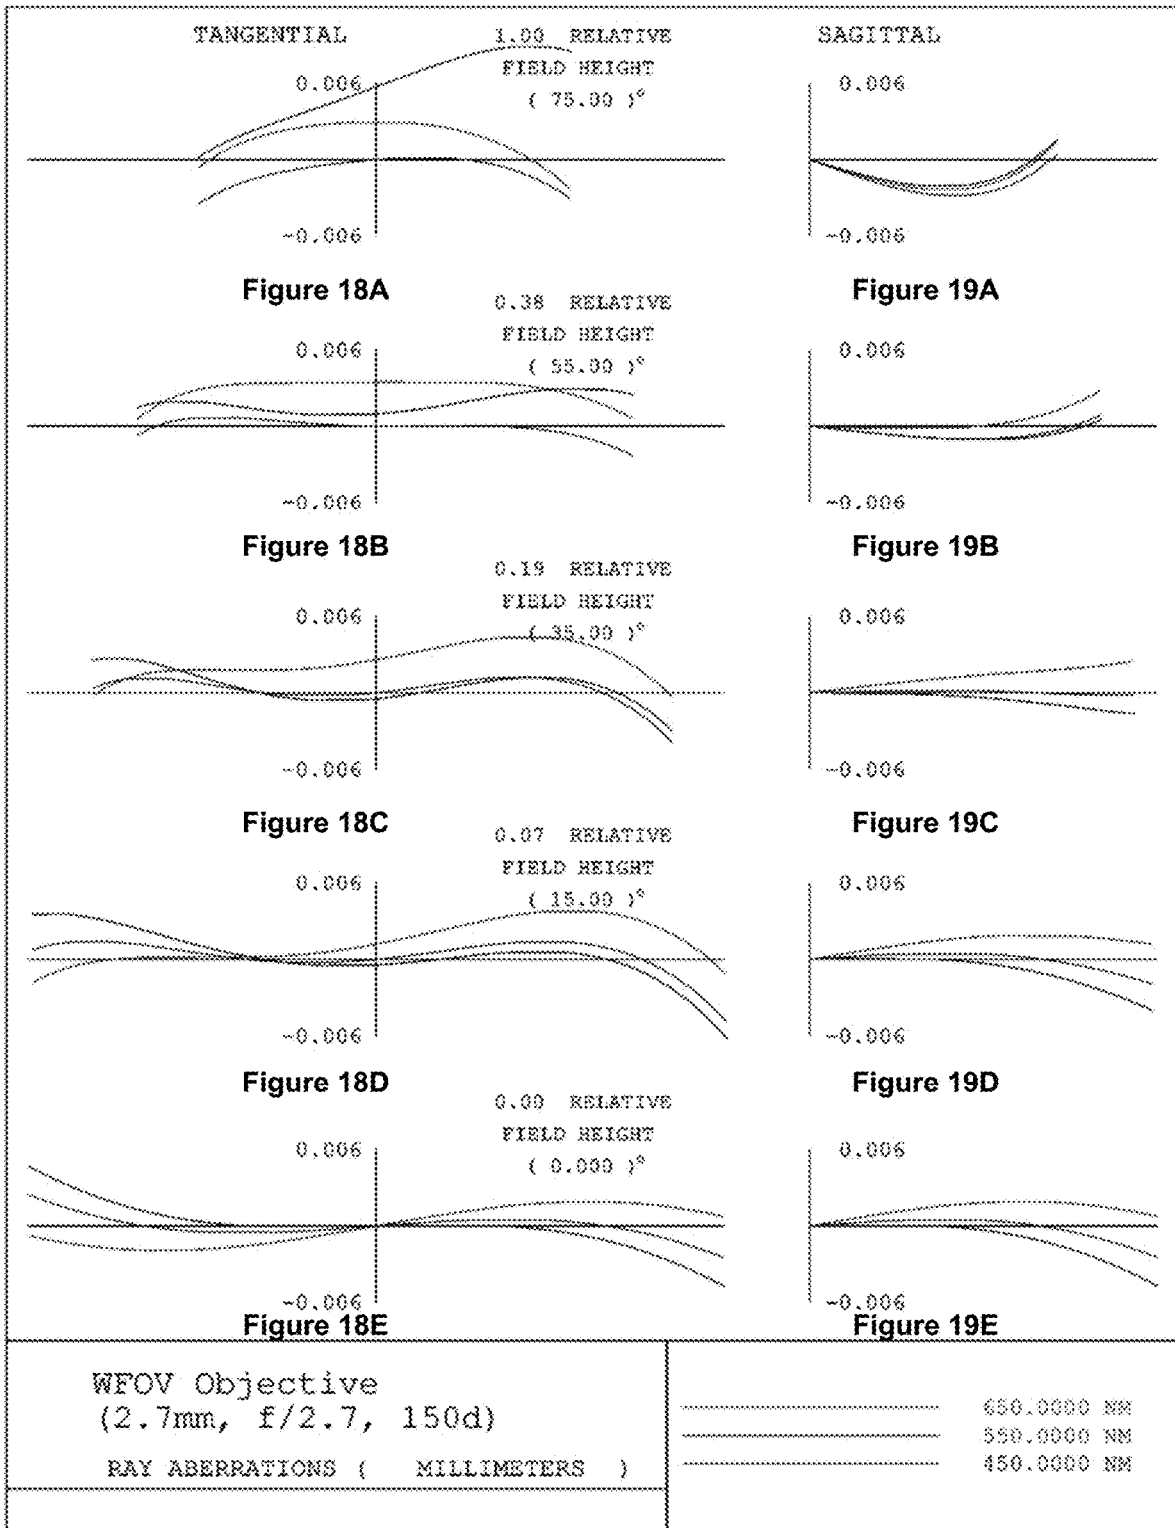 TANGENTIAL 1.00 RELATIVE SAGITTAL
FIELD HEIGHT
0.006 ( 75.00 )° 0.006
-0.006 -0.006
Figure 18A Figure 19A
0.38 RELATIVE
FIELD HEIGHT
0.006 ( 55.00 )° 0.006
-0.006 -0.006
Figure 18B Figure 19B
0.19 RELATIVE
FIELD HEIGHT
0.006 ( 35.00 )° 0.006
-0.006 -0.006
Figure 18C Figure 19C
0.07 RELATIVE
FIELD HEIGHT
0.006 ( 15.00 )° 0.006
-0.006 -0.006
Figure 18D Figure 19D
0.00 RELATIVE
FIELD HEIGHT
0.006 ( 0.000 )° 0.006
-0.006 -0.006
Figure 18E Figure 19E
WFOV Objective
(2.7mm, f/2.7, 150d)
RAY ABERRATIONS ( MILLIMETERS )
650.0000 NM
550.0000 NM
450.0000 NM